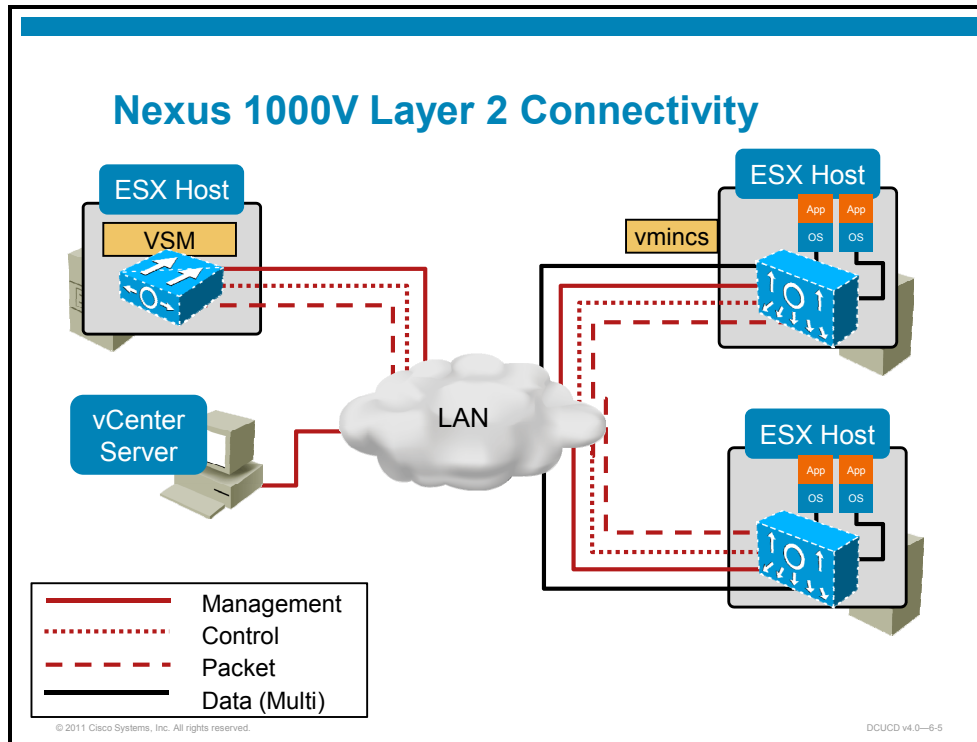 Nexus 1000V Layer 2 Connectivity
ESX Host
VSM
vCenter
Server
LAN
vmincs
ESX Host
App App
OS OS
ESX Host
App App
OS OS
Management
Control
Packet
Data (Multi)
© 2011 Cisco Systems, Inc. All rights reserved.
DCUCD v4.0—6-5